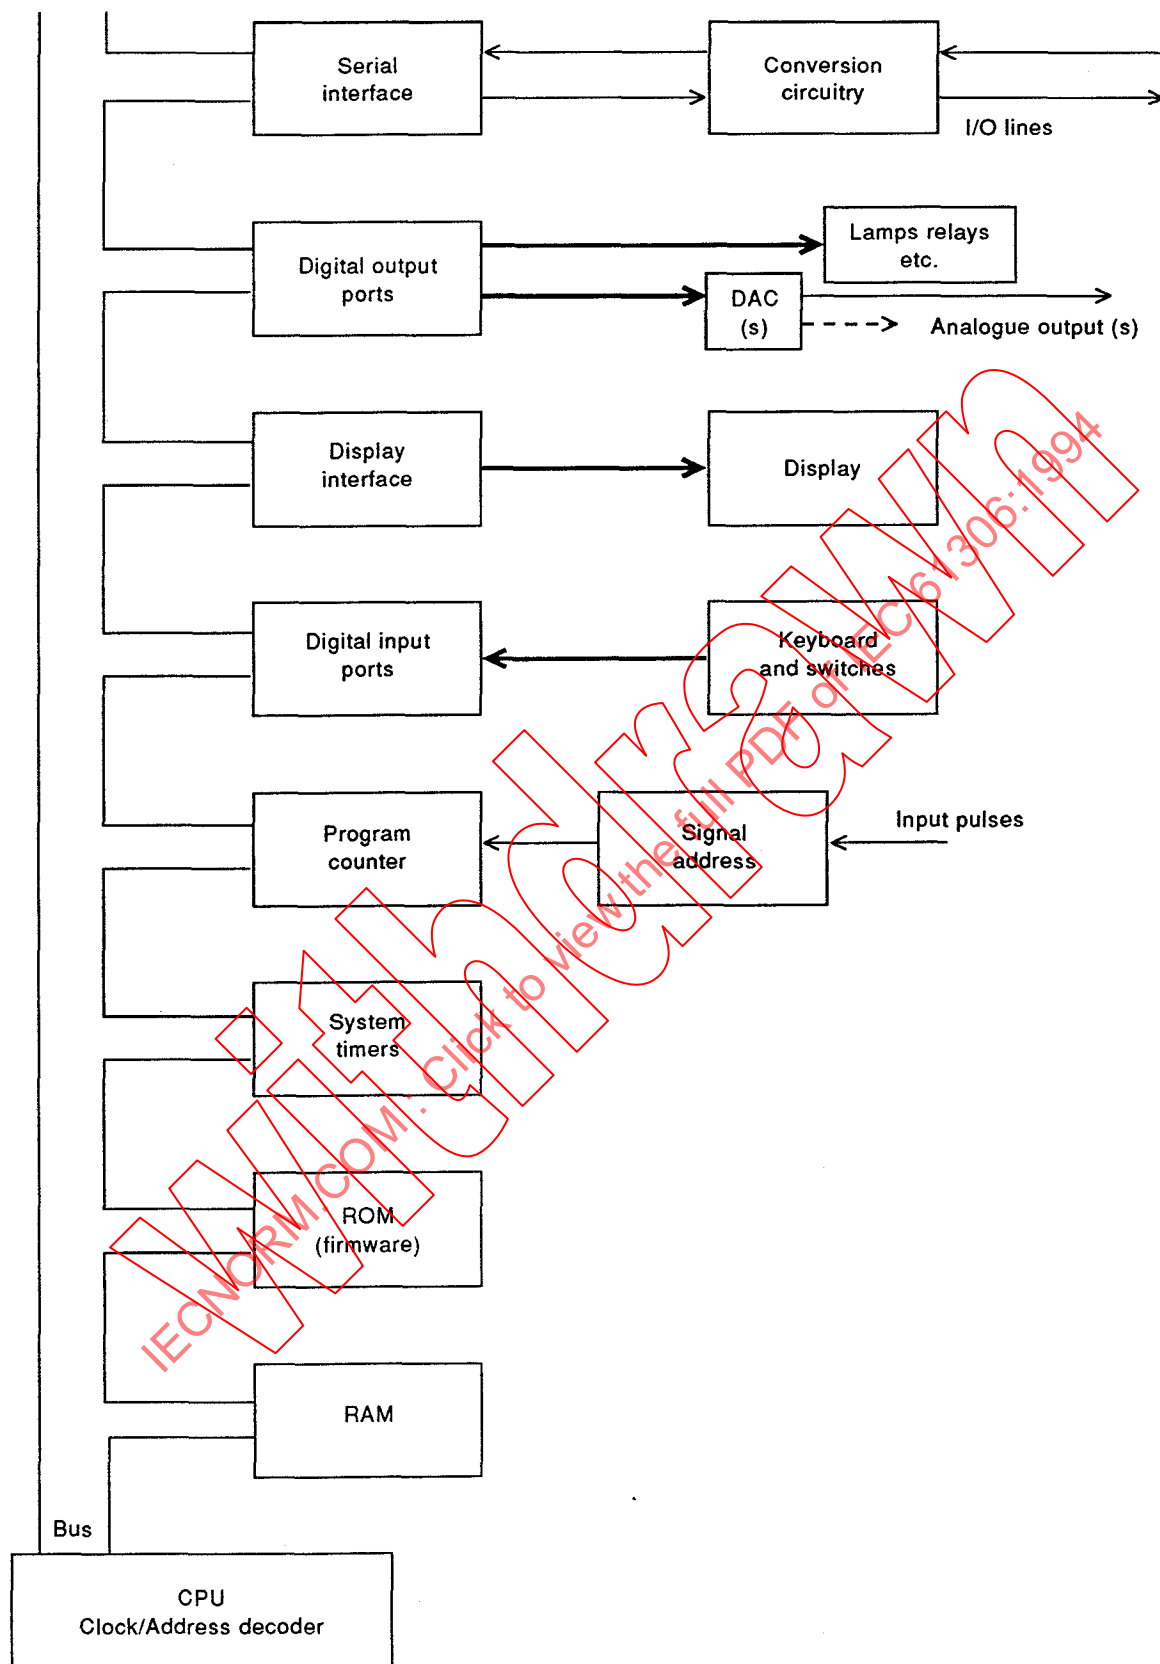 Serial
interface
Conversion
circuitry
I/O lines
Digital output
ports
Lamps relays
etc.
DAC
(s)
Analogue output (s)
Display
interface
Display
Digital input
ports
Keyboard
and switches
Program
counter
Signal
address
Input pulses
System
timers
ROM
(firmware)
RAM
Bus
CPU
Clock/Address decoder
Withdrawn
IECNORM.COM : Click to view the full PDF of IEC 61306:1994